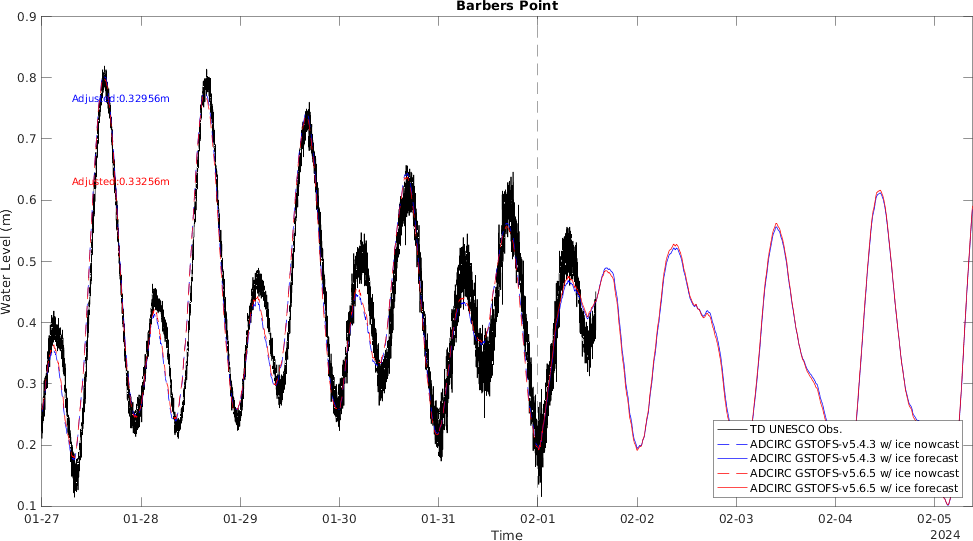 Barbers Point
0.9
0.8
0.7
0.6
0.5
0.4
0.3
0.2
0.1
Water Level (m)
Adjusted:0.32956m
Adjusted:0.33256m
TD UNESCO Obs.
ADCIRC GSTOFS-v5.4.3 w/ ice nowcast
ADCIRC GSTOFS-v5.4.3 w/ ice forecast
ADCIRC GSTOFS-v5.6.5 w/ ice nowcast
ADCIRC GSTOFS-v5.6.5 w/ ice forecast
01-27
01-28
01-29
01-30
01-31
02-01
02-02
02-03
02-04
02-05
2024
Time